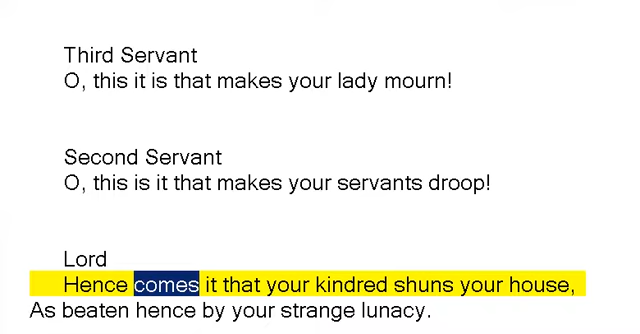 Third Servant
O, this it is that makes your lady mourn!
Second Servant
O, this is it that makes your servants droop!
Lord
Hence comes it that your kindred shuns your house,
As beaten hence by your strange lunacy.